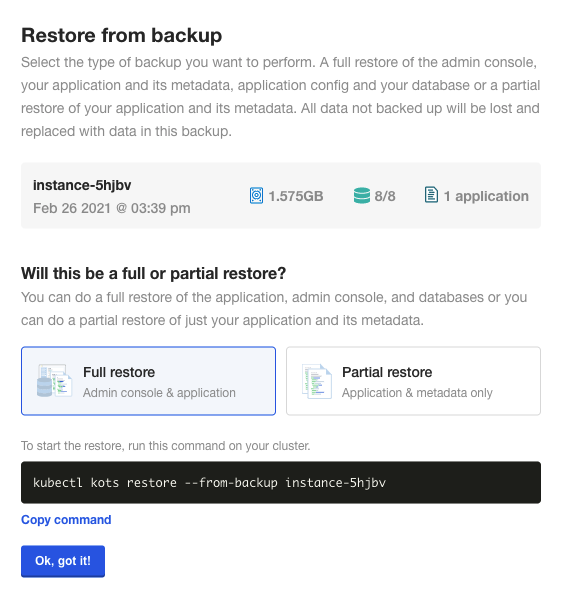 Restore from backup
Select the type of backup you want to perform. A full restore of the admin console,
your application and its metadata, application config and your database or a partial
restore of your application and its metadata. All data not backed up will be lost and
replaced with data in this backup.
instance-5hjbv
Feb 26 2021 @ 03:39 pm
1.575GB
8/8
1 application
Will this be a full or partial restore?
You can do a full restore of the application, admin console, and databases or you
can do a partial restore of just your application and its metadata.
Full restore
Admin console & application
Partial restore
Application & metadata only
To start the restore, run this command on your cluster.
kubectl kots restore --from-backup instance-5hjbv
Copy command
Ok, got it!